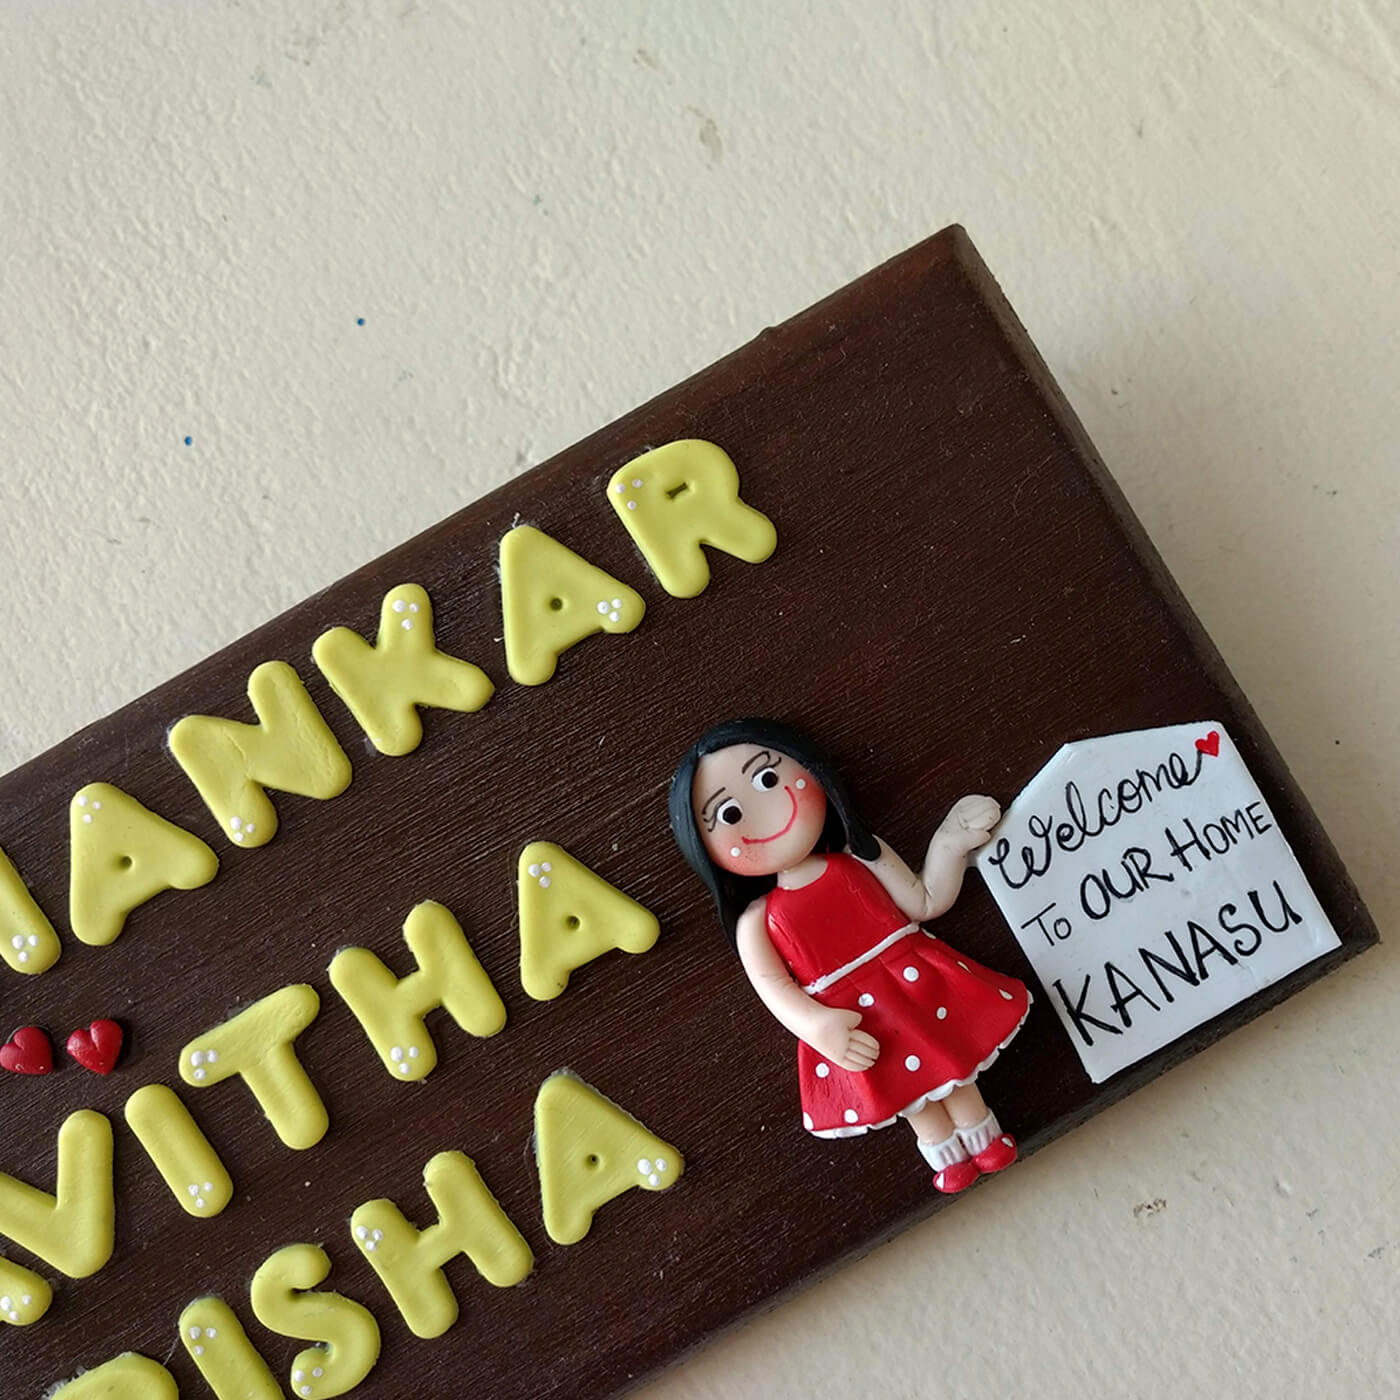 ANKAR
VITHA
ISHA
Welcome
To OUR HOME
KANASU